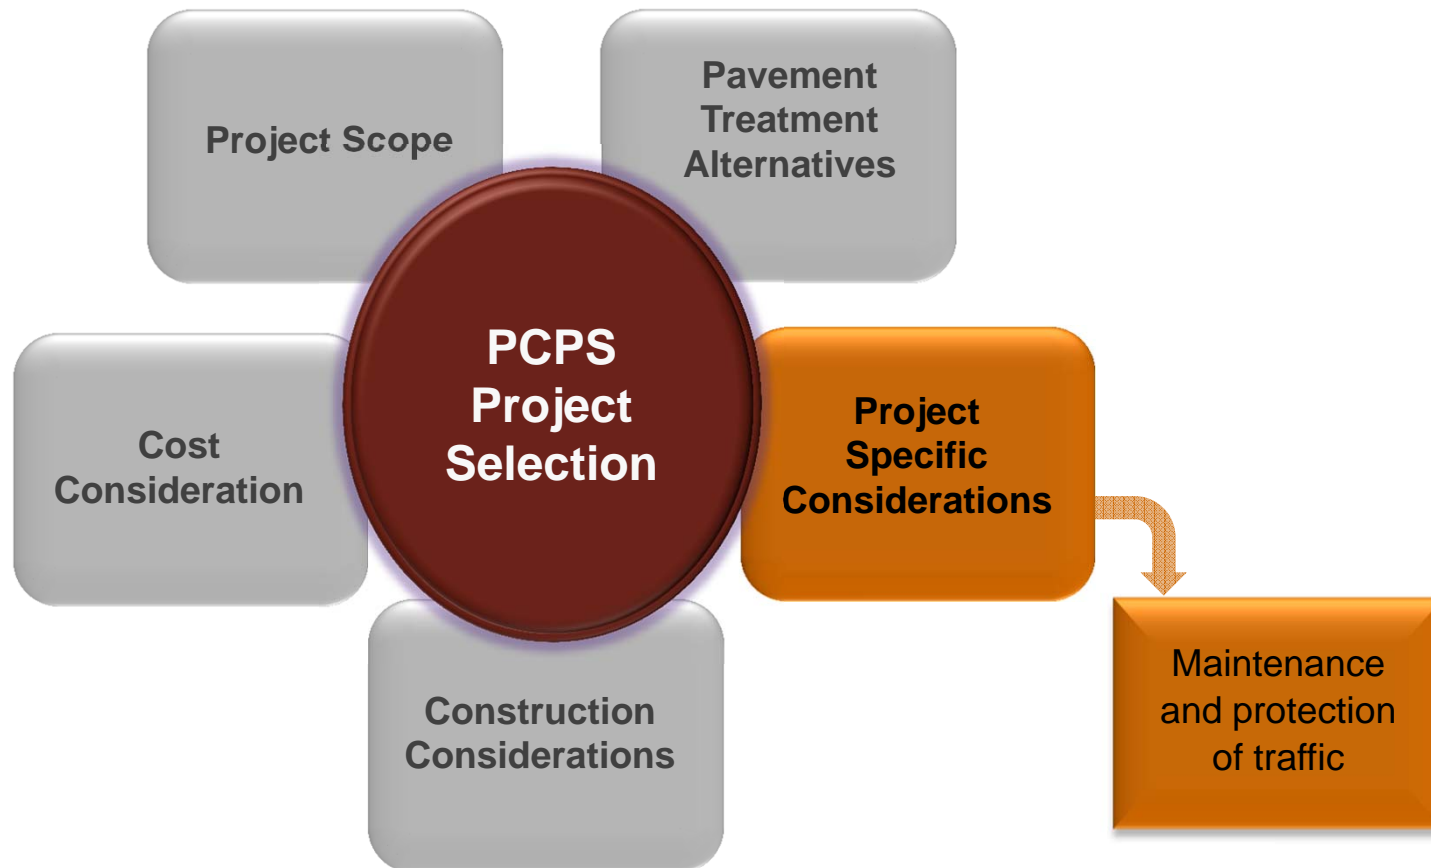 Project Scope
Pavement
Treatment
Alternatives
PCPS
Project
Selection
Cost
Consideration
Project
Specific
Considerations
Construction
Considerations
Maintenance
and protection
of traffic